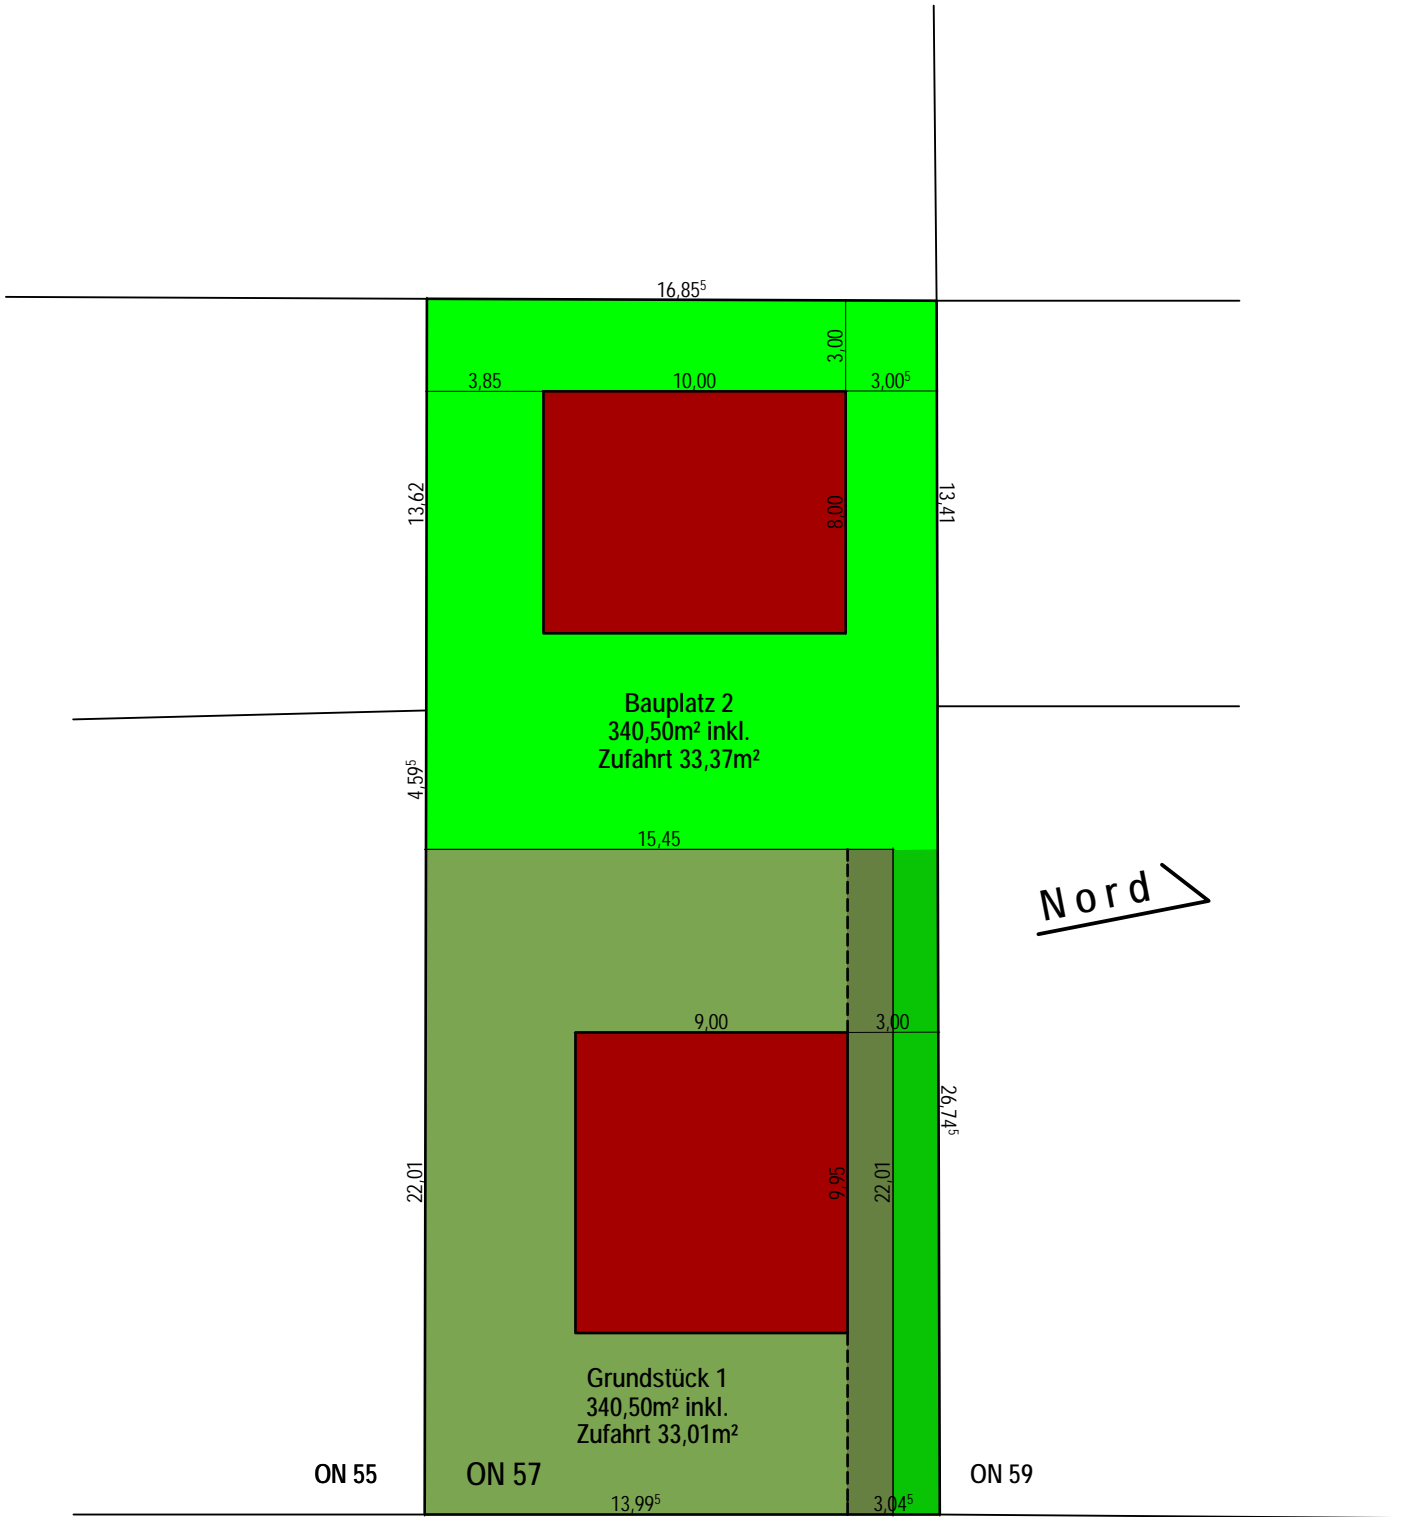 16,85⁵
3,00
3,85
10,00
3,00⁵
13,62
8,00
13,41
Bauplatz 2
340,50m² inkl.
Zufahrt 33,37m²
4,59⁵
15,45
Nord
9,00
3,00
26,74⁵
22,01
9,95
22,01
Grundstück 1
340,50m² inkl.
Zufahrt 33,01m²
ON 55
ON 57
ON 59
13,99⁵
3,04⁵